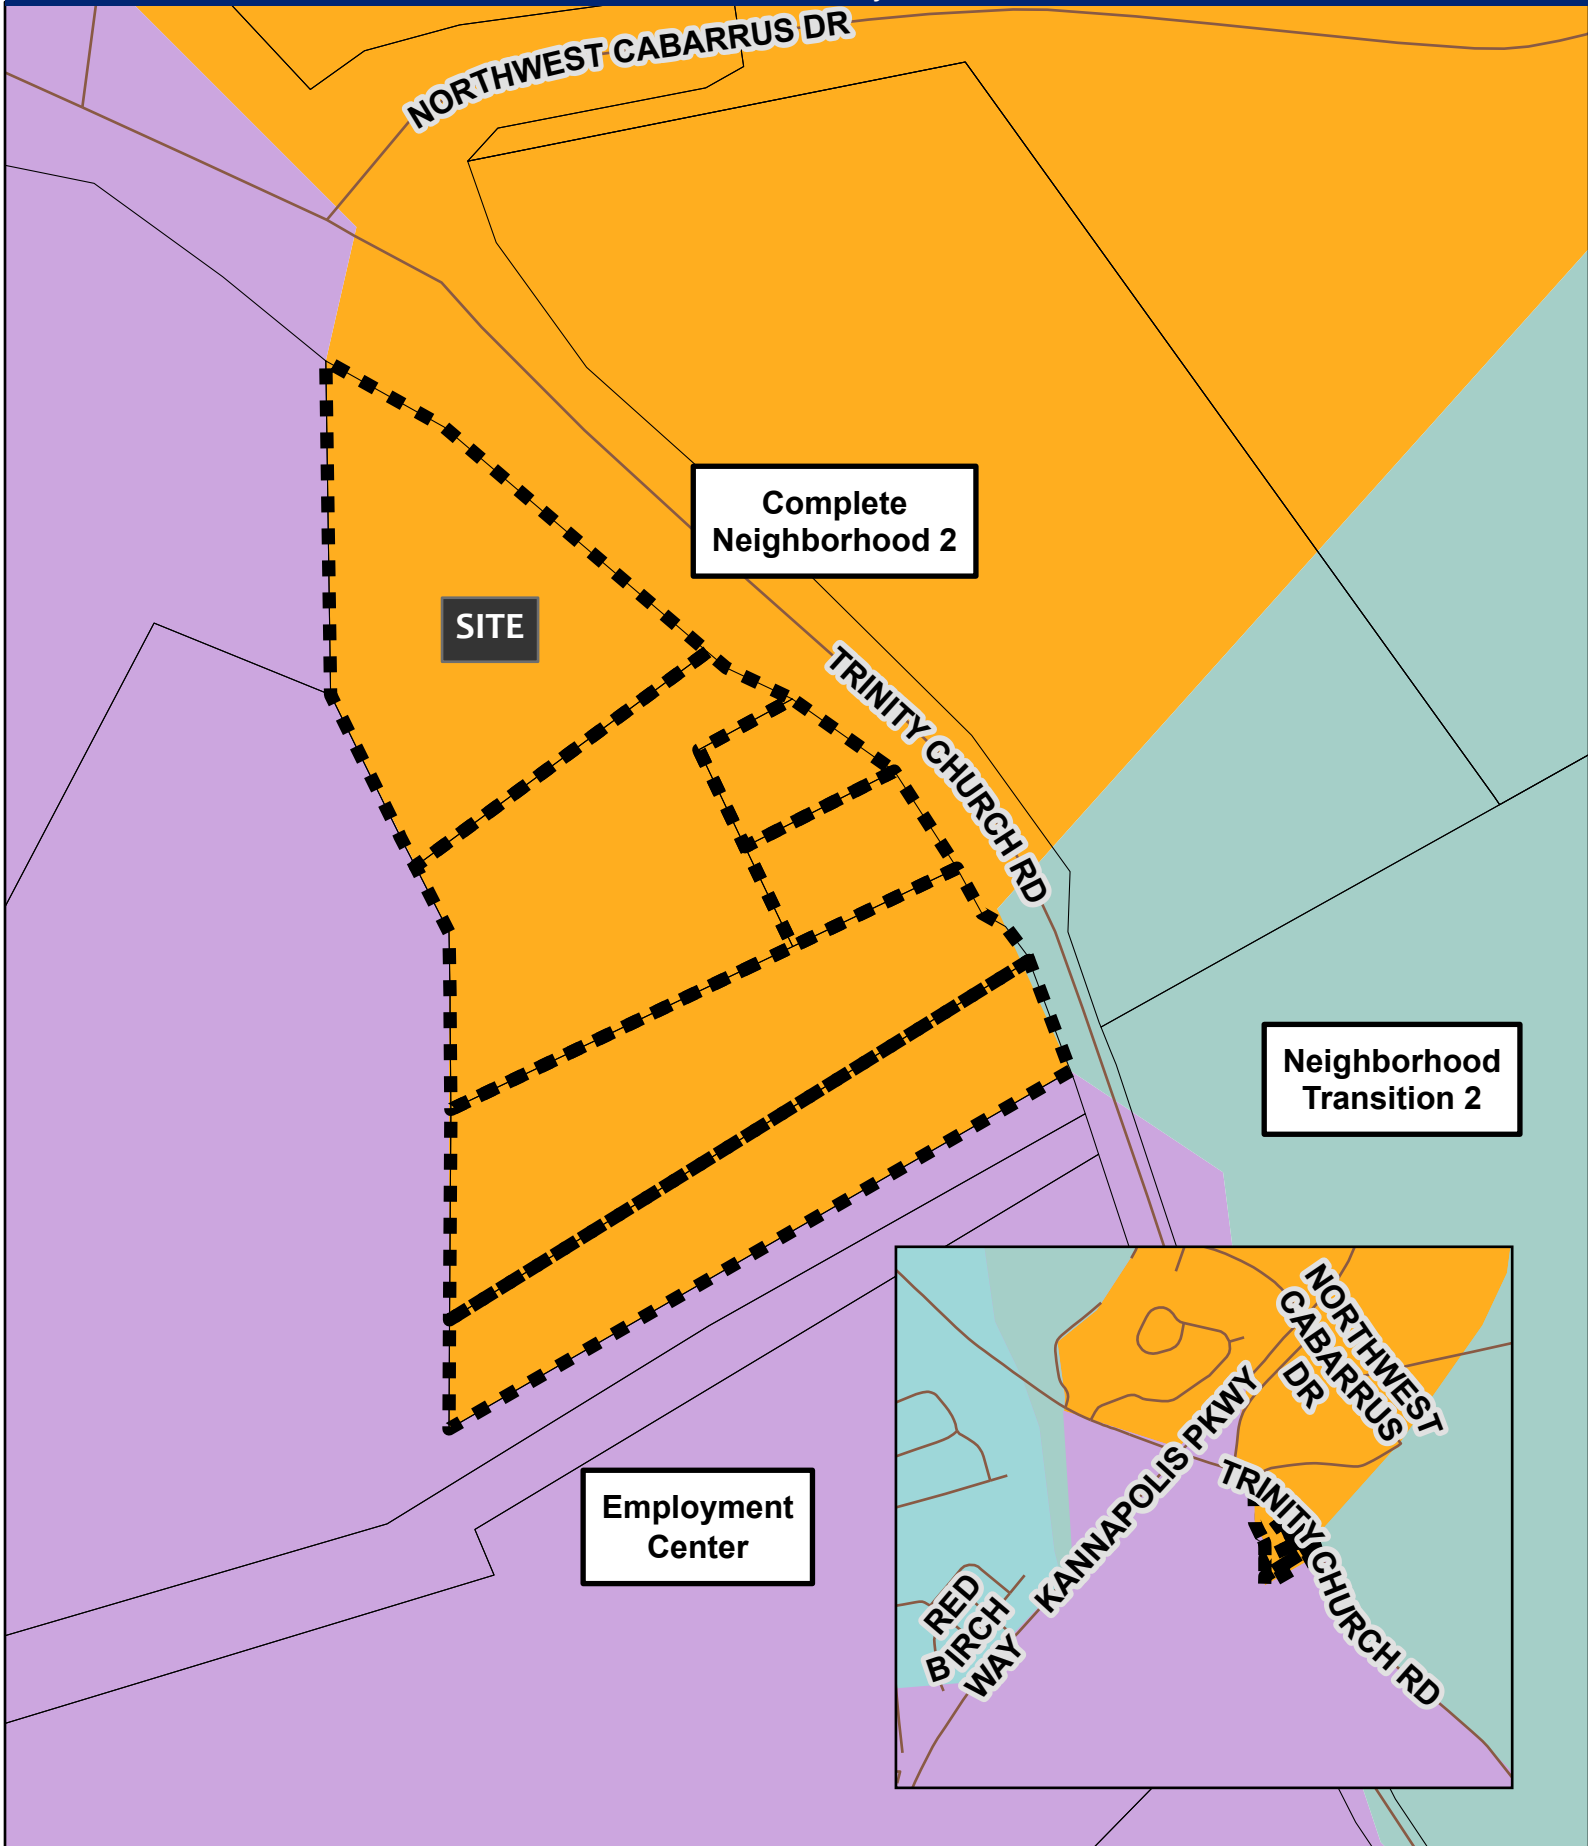 NORTHWEST CABARRUS DR
Complete
Neighborhood 2
SITE
TRINITY CHURCH RD
Neighborhood
Transition 2
Employment
Center
NORTHWEST
CABARRUS
DR
KANNAPOLIS PKWY
TRINITY CHURCH RD
RED
BIRCH
WAY